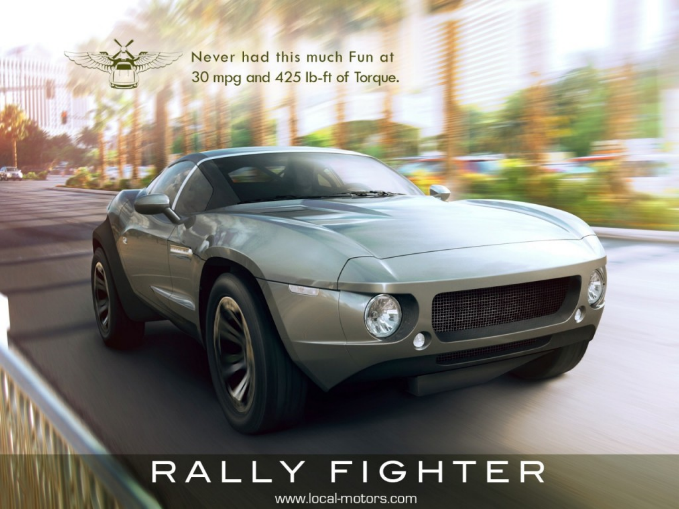 Never had this much Fun at
30 mpg and 425 lb-ft of Torque.
RALLY FIGHTER
www.local-motors.com